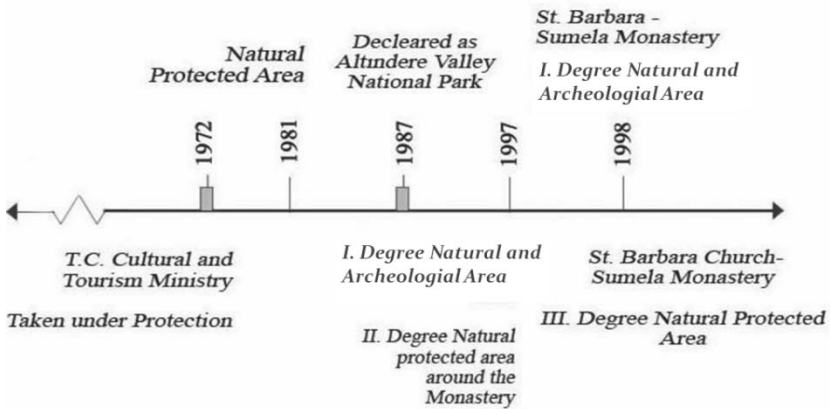 St. Barbara -
Sumela Monastery
I. Degree Natural and
Archeologial Area
Natural
Protected Area
Decleared as
Altındere Valley
National Park
1972
1981
1987
1997
1998
T.C. Cultural and
Tourism Ministry
Taken under Protection
I. Degree Natural and
Archeologial Area
II. Degree Natural
protected area
around the
Monastery
St. Barbara Church-
Sumela Monastery
III. Degree Natural Protected
Area